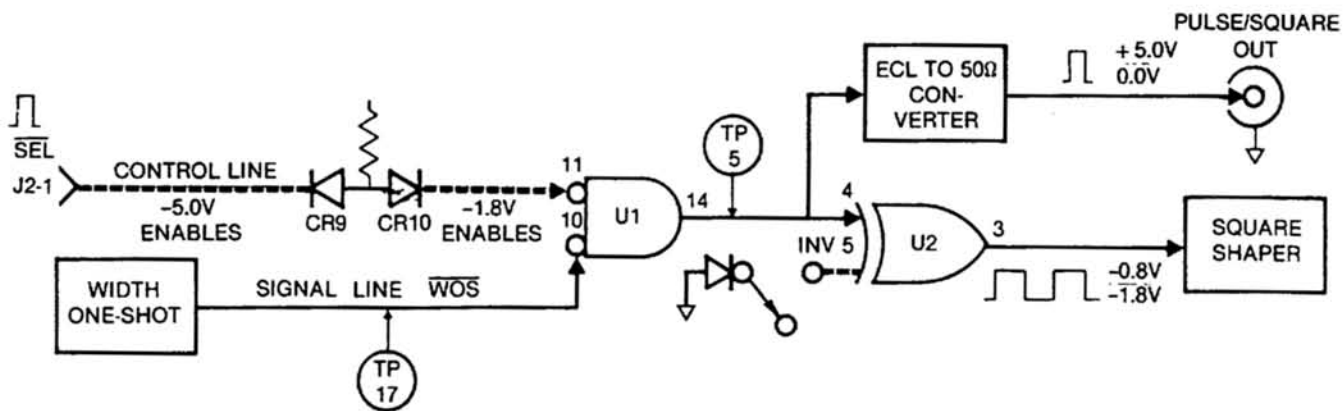 PULSE/SQUARE
OUT
ECL TO 50Ω
CON-
VERTER
+5.0V
0.0V
SEL
J2-1
CONTROL LINE
-5.0V
ENABLES
CR9
CR10
-1.8V
ENABLES
11
10
U1
14
TP
5
4
INV 5
U2
3
-0.8V
-1.8V
SQUARE
SHAPER
WIDTH
ONE-SHOT
SIGNAL LINE WOS
TP
17